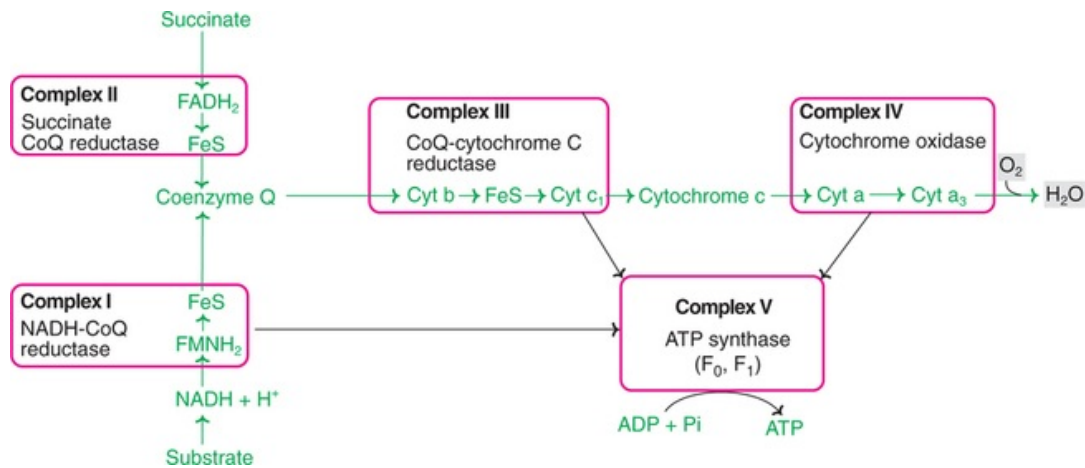 Succinate
Complex II
Succinate
CoQ reductase
FADH₂
FeS
Coenzyme Q
Complex III
CoQ-cytochrome C
reductase
Cyt b
FeS
Cyt c₁
Cytochrome c
Complex IV
Cytochrome oxidase
Cyt a
Cyt a₃
O₂
H₂O
Complex I
NADH-CoQ
reductase
FeS
FMNH₂
NADH + H⁺
Substrate
Complex V
ATP synthase
(F₀, F₁)
ADP + Pi
ATP